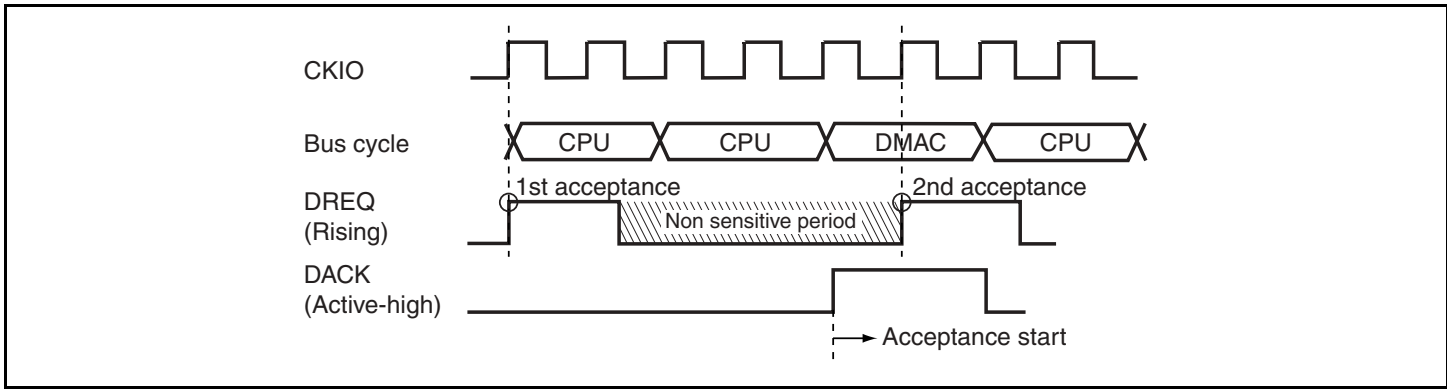 CKIO
Bus cycle CPU CPU DMAC CPU
1st acceptance 2nd acceptance
DREQ
(Rising)
Non sensitive period
DACK
(Active-high)
Acceptance start